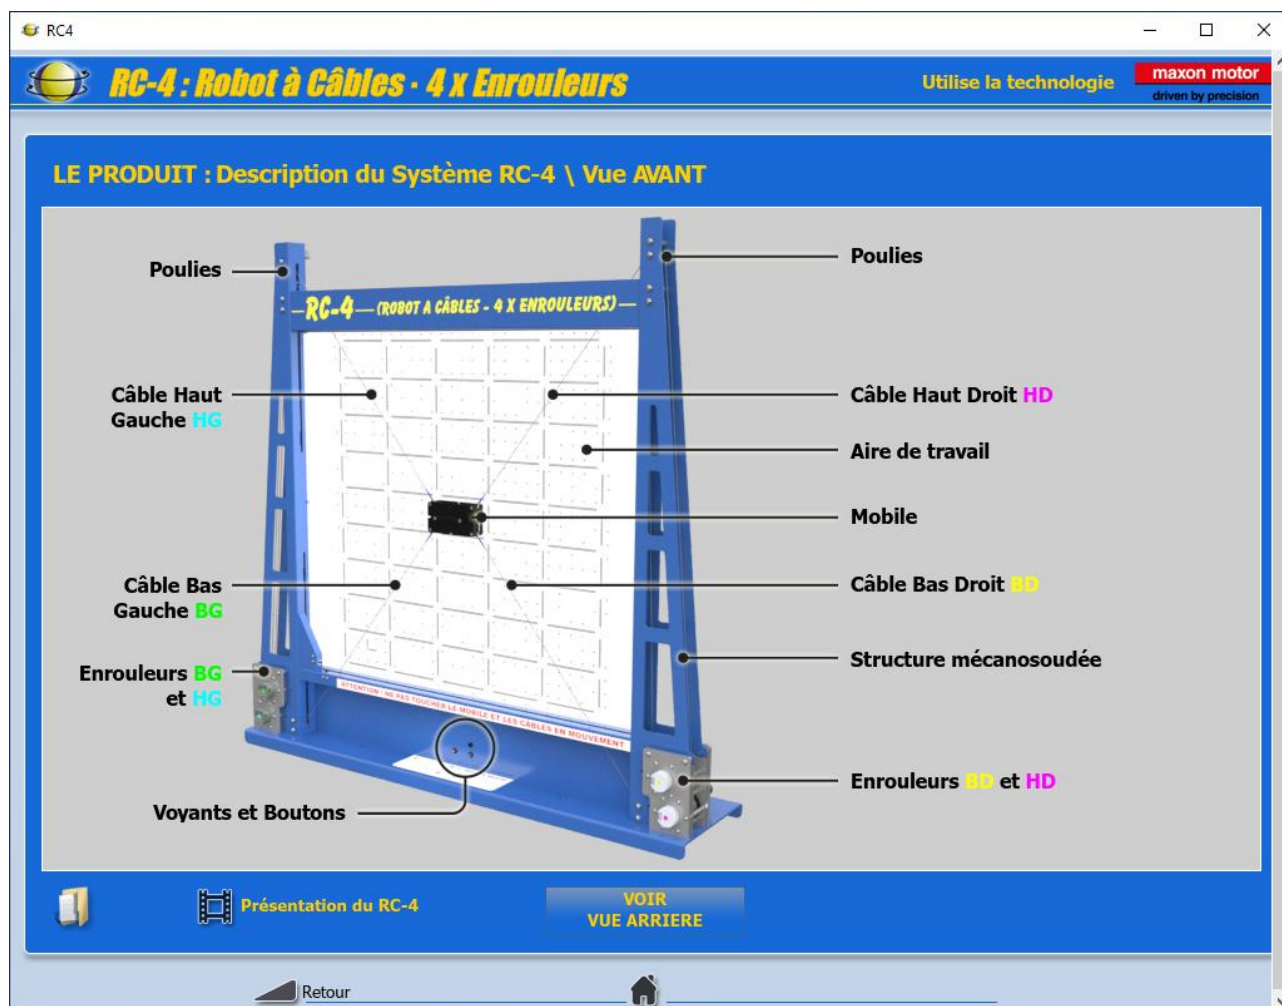 RC4
RC-4 : Robot à Câbles - 4 x Enrouleurs
Utilise la technologie
maxon motor
driven by precision
LE PRODUIT : Description du Système RC-4 \ Vue AVANT
Poulies
Poulies
RC-4 (ROBOT A CÂBLES - 4 X ENROULEURS)
Câble Haut
Gauche HG
Câble Haut Droit HD
Aire de travail
Mobile
Câble Bas
Gauche BG
Câble Bas Droit BD
Structure mécanosoudée
Enrouleurs BG
et HG
ATTENTION : NE PAS TOUCHER LE MOBILE ET LES CÂBLES EN MOUVEMENT
Enrouleurs BD et HD
Voyants et Boutons
Présentation du RC-4
VOIR
VUE ARRIERE
Retour